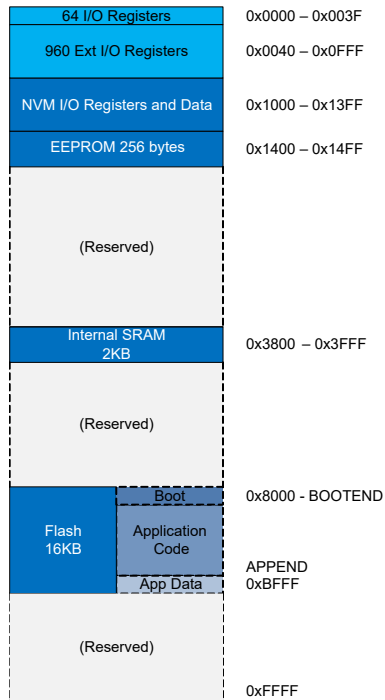 64 I/O Registers 0x0000 – 0x003F
960 Ext I/O Registers 0x0040 – 0x0FFF
NVM I/O Registers and Data 0x1000 – 0x13FF
EEPROM 256 bytes 0x1400 – 0x14FF
(Reserved)
Internal SRAM
2KB
0x3800 – 0x3FFF
(Reserved)
Boot 0x8000 - BOOTEND
Flash
16KB
Application
Code
APPEND
App Data 0xBFFF
(Reserved)
0xFFFF